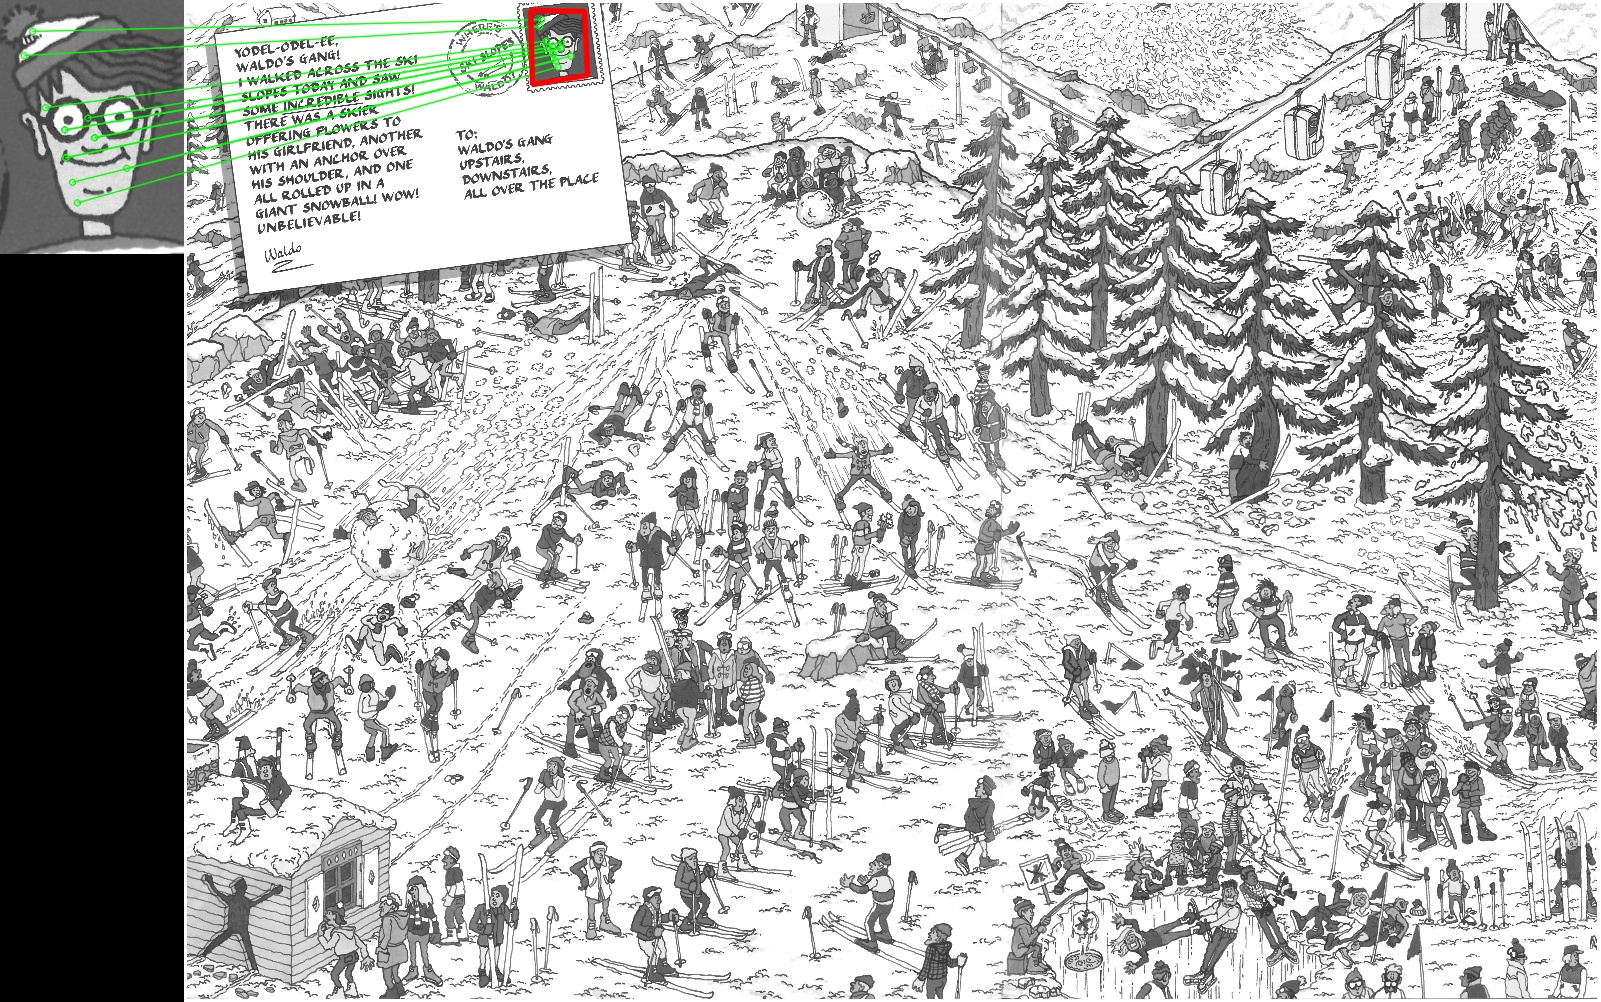 YODEL-ODEL-EE,
WALDO'S GANG!
I WALKED ACROSS THE SKI
SLOPES TODAY AND SAW
SOME INCREDIBLE SIGHTS!
THERE WAS A SKIER
OFFERING FLOWERS TO
HIS GIRLFRIEND, ANOTHER
WITH AN ANCHOR OVER
HIS SHOULDER, AND ONE
ALL ROLLED UP IN A
GIANT SNOWBALL! WOW!
UNBELIEVABLE!
Waldo
WHERE'S
SKI SLOPES
WALDO?
TO:
WALDO'S GANG
UPSTAIRS,
DOWNSTAIRS,
ALL OVER THE PLACE